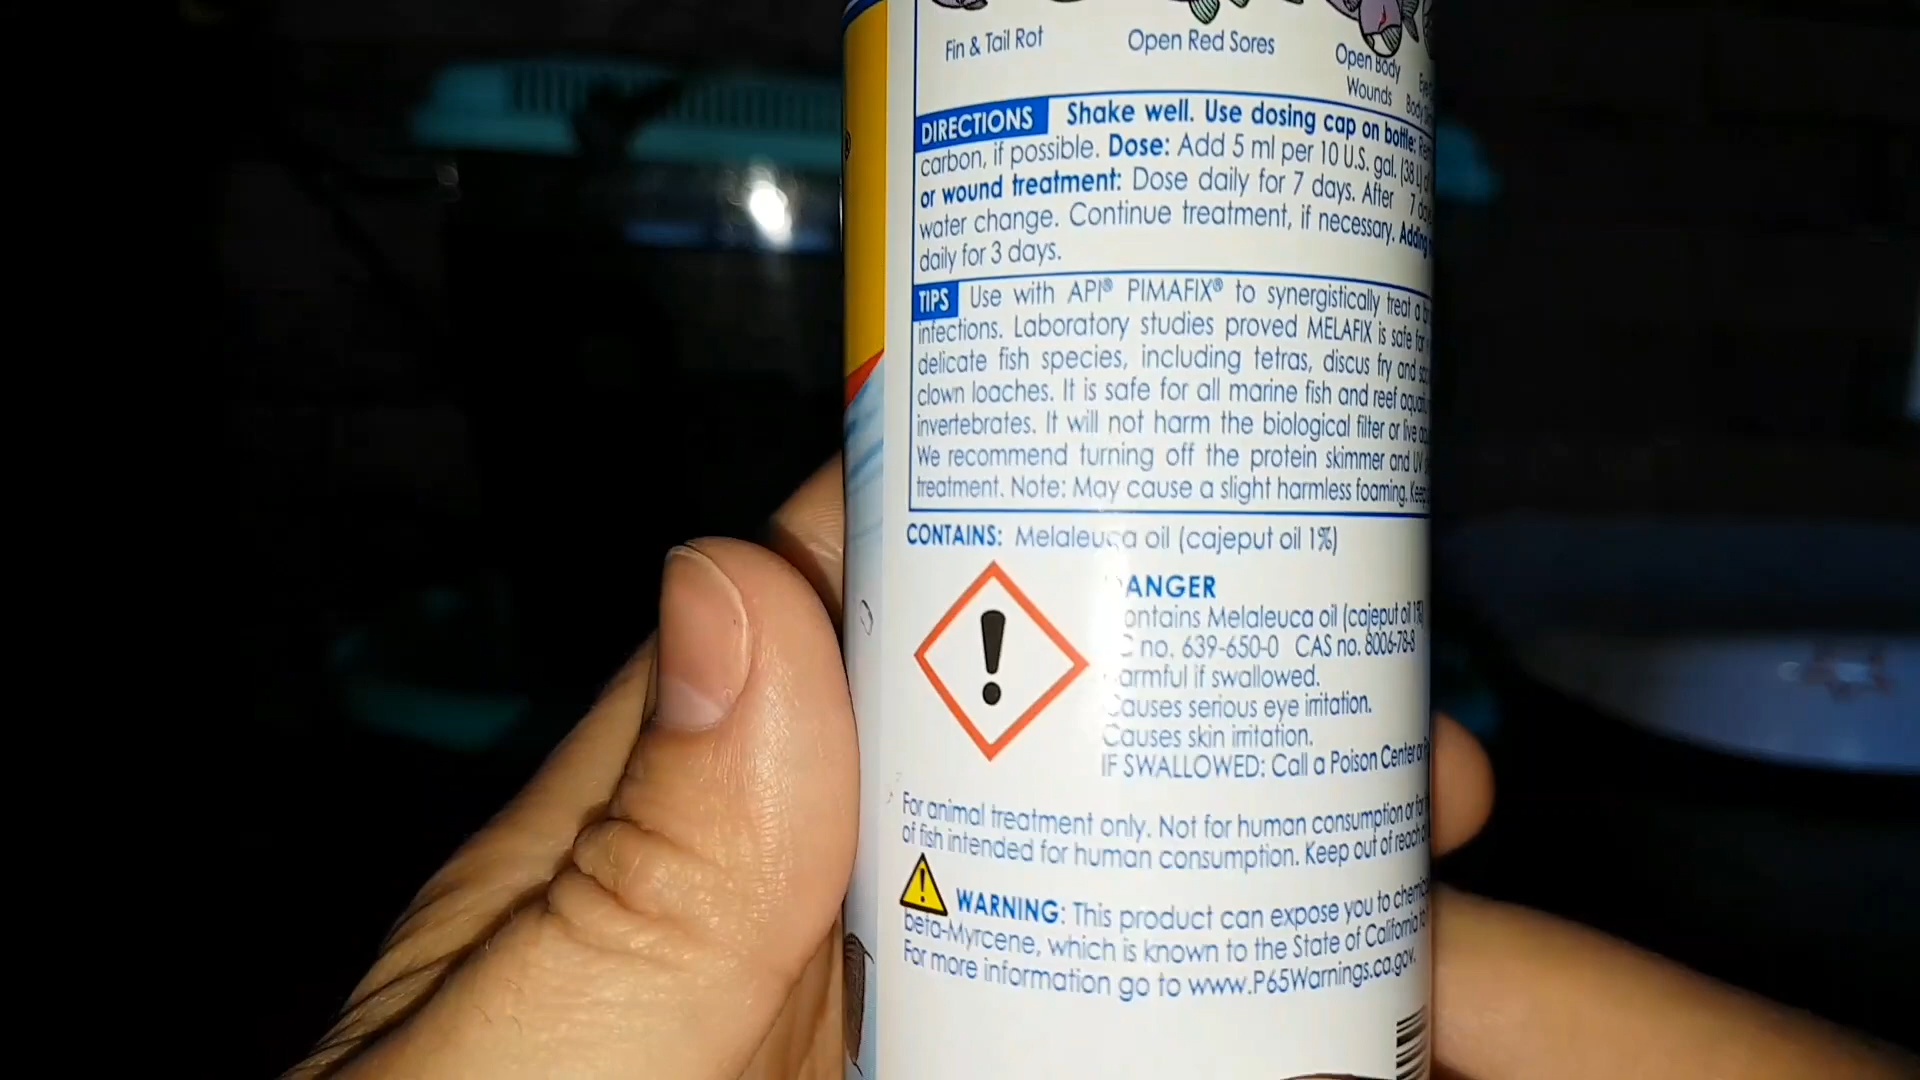 Fin & Tail Rot
Open Red Sores
Open Body
Wounds
DIRECTIONS Shake well. Use dosing cap on bottle:
carbon, if possible. Dose: Add 5 ml per 10 U.S. gal. (38 L)
or wound treatment: Dose daily for 7 days. After 7
water change. Continue treatment, if necessary. Adding
daily for 3 days.
TIPS Use with API® PIMAFIX® to synergistically treat a
infections. Laboratory studies proved MELAFIX is safe for
delicate fish species, including tetras, discus fry and
clown loaches. It is safe for all marine fish and reef
invertebrates. It will not harm the biological filter or live
We recommend turning off the protein skimmer and UV
treatment. Note: May cause a slight harmless foaming. Keep
CONTAINS: Melaleuca oil (cajeput oil 1%)
ANGER
ontains Melaleuca oil (cajeput oil 1%)
C no. 639-650-0 CAS no. 8006-78-8
armful if swallowed.
Causes serious eye irritation.
Causes skin irritation.
IF SWALLOWED: Call a Poison Center or
For animal treatment only. Not for human consumption or for
of fish intended for human consumption. Keep out of reach
WARNING: This product can expose you to
beta-Myrcene, which is known to the State of California to
For more information go to www.P65Warnings.ca.gov.